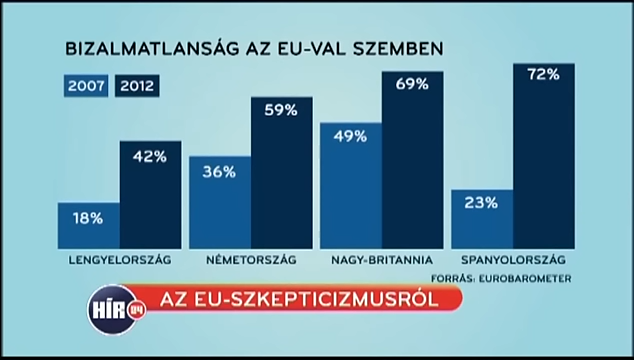 BIZALMATLANSÁG AZ EU-VAL SZEMBEN
2007 2012
18% 42% 36% 59% 49% 69% 23% 72%
LENGYELORSZÁG NÉMETORSZÁG NAGY-BRITANNIA SPANYOLORSZÁG
FORRÁS: EUROBAROMETER
HÍR 24 AZ EU-SZKEPTICIZMUSRÓL